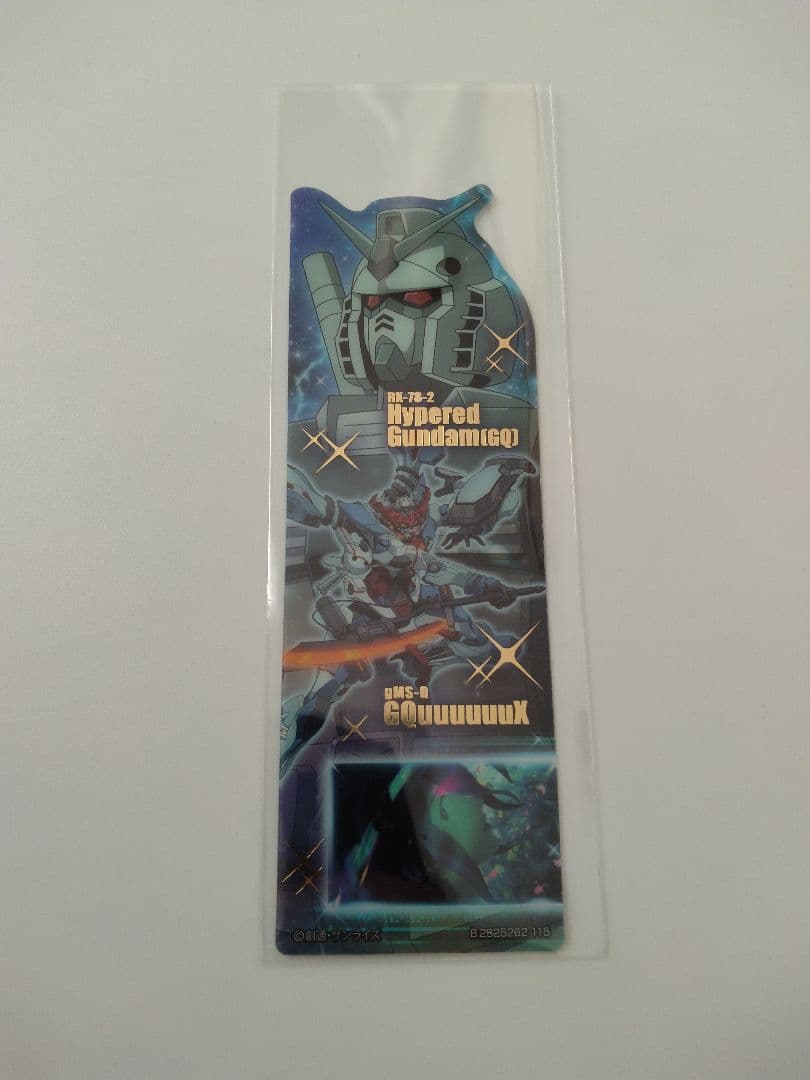 RX-78-2
Hypered
Gundam(GQ)
gMS-Ω
GQuuuuuuX
©創通・サンライズ
B.2825262.115